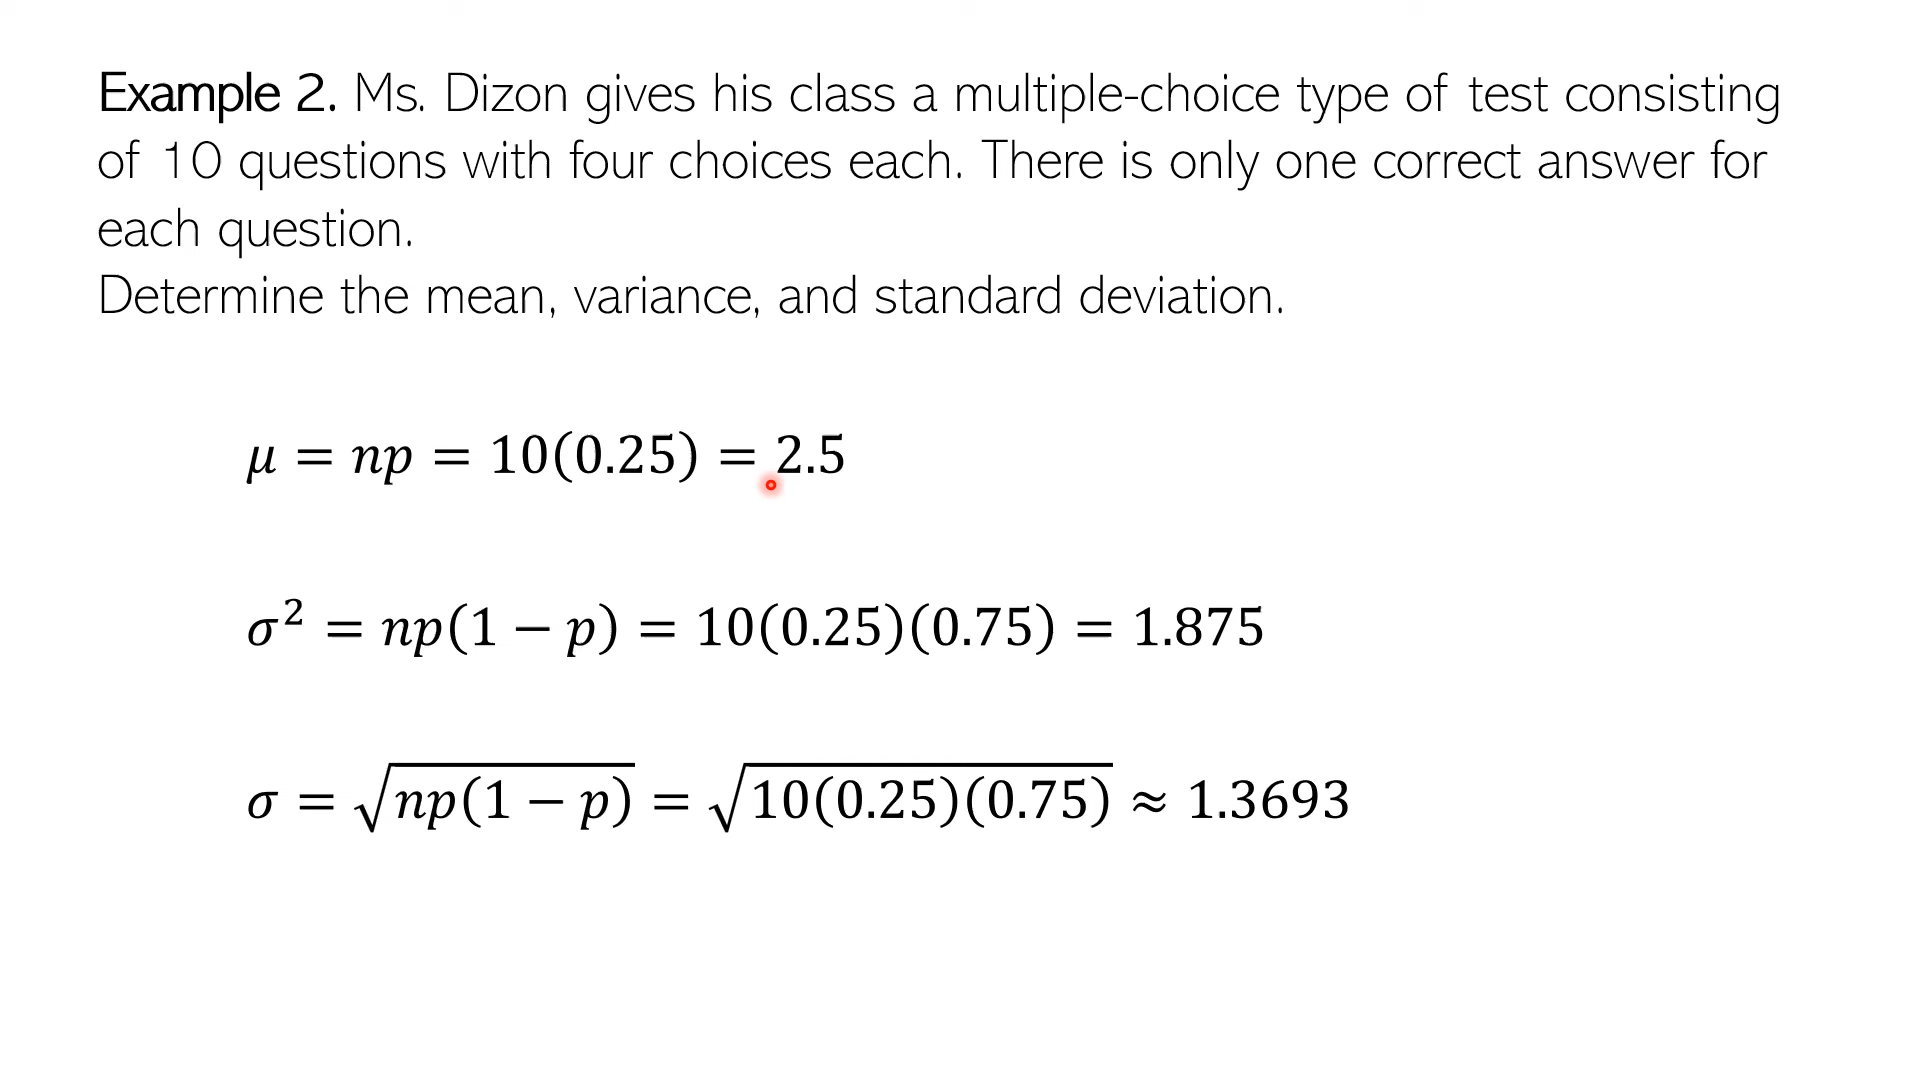 Example 2. Ms. Dizon gives his class a multiple-choice type of test consisting
of 10 questions with four choices each. There is only one correct answer for
each question.
Determine the mean, variance, and standard deviation.
μ = np = 10(0.25) = 2.5
σ² = np(1 − p) = 10(0.25)(0.75) = 1.875
σ = √np(1 − p) = √10(0.25)(0.75) ≈ 1.3693